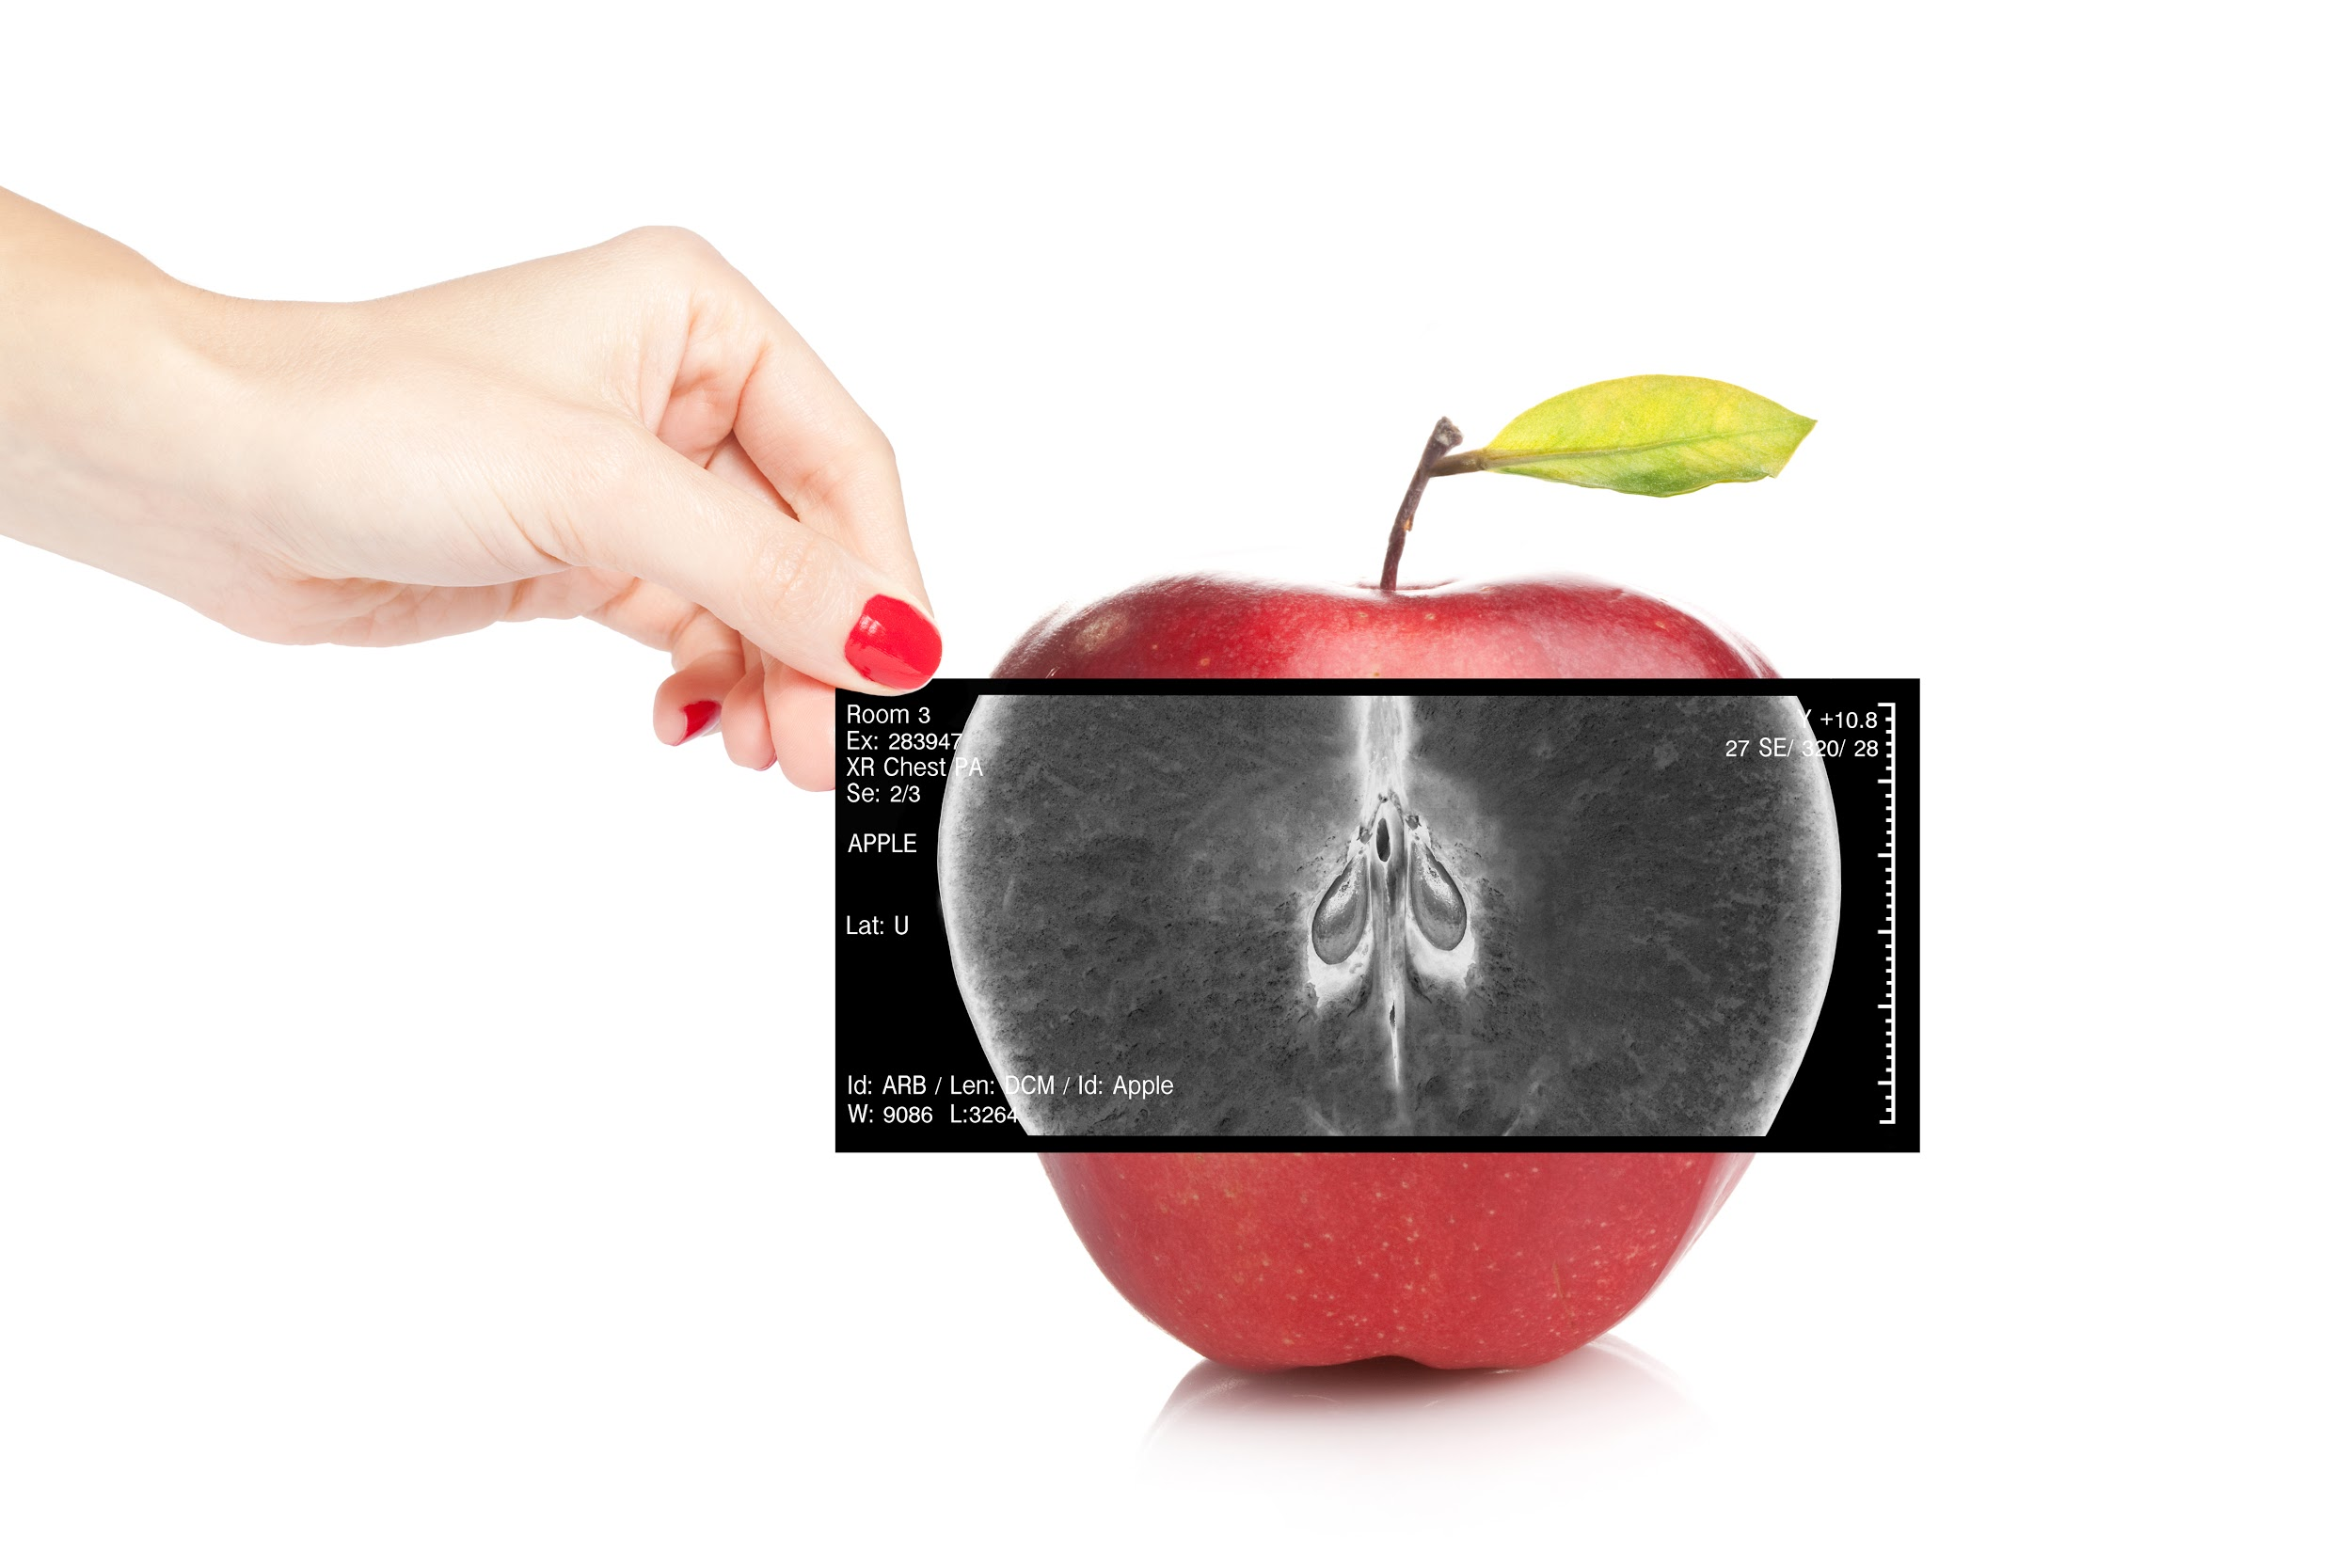 Room 3
Ex: 283947
XR Chest PA
Se: 2/3
APPLE
Lat: U
Id: ARB / Len: DCM / Id: Apple
W: 9086 L:3264
Y +10.8
27 SE/ 320/ 28